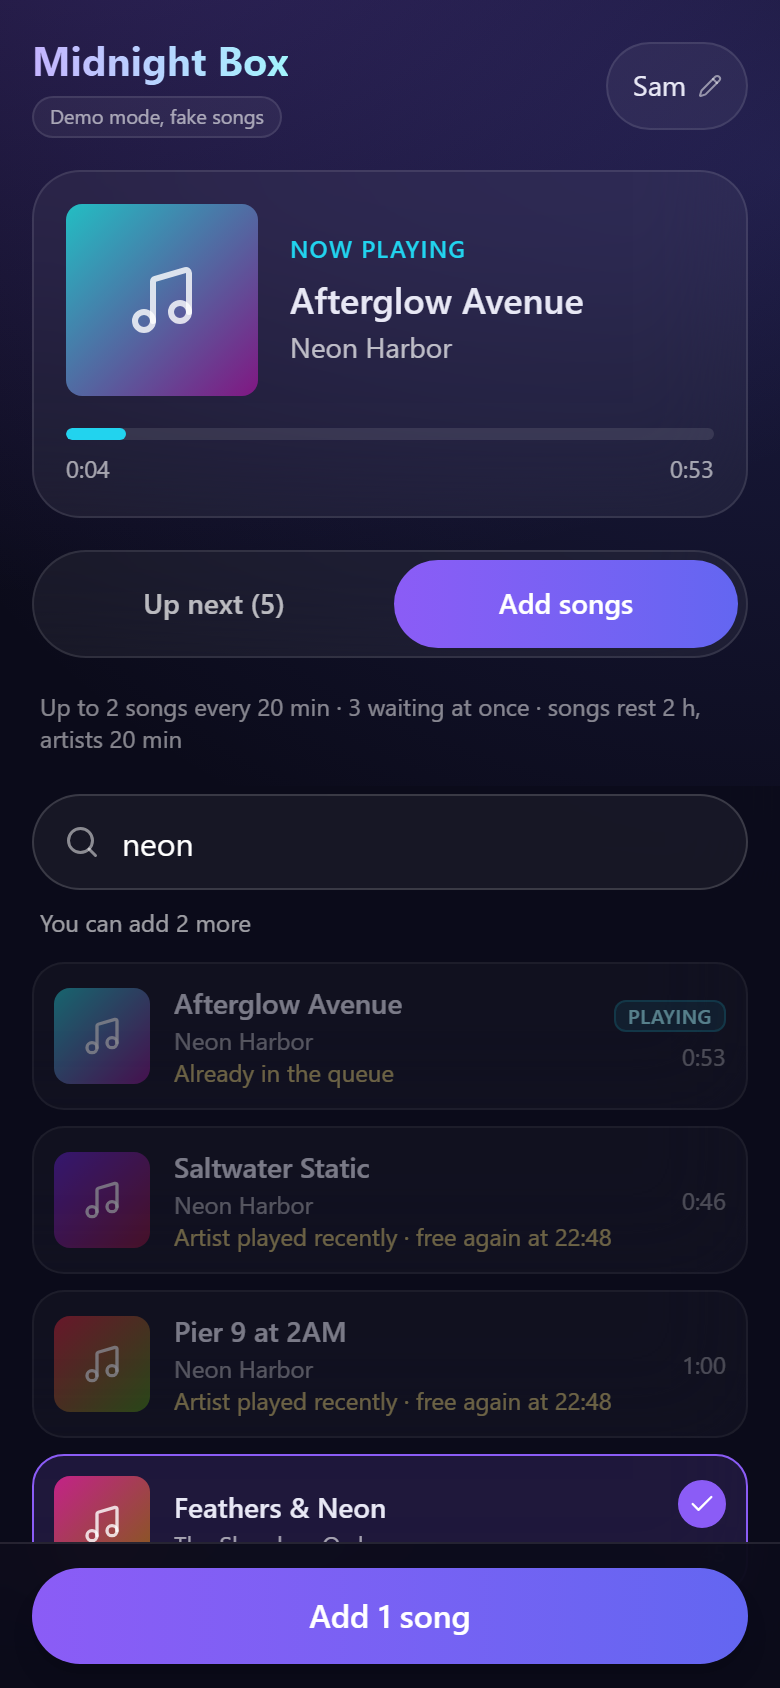 Midnight Box
Demo mode, fake songs
Sam
NOW PLAYING
Afterglow Avenue
Neon Harbor
0:04
0:53
Up next (5)
Add songs
Up to 2 songs every 20 min · 3 waiting at once · songs rest 2 h,
artists 20 min
neon
You can add 2 more
Afterglow Avenue
Neon Harbor
Already in the queue
PLAYING
0:53
Saltwater Static
Neon Harbor
Artist played recently · free again at 22:48
0:46
Pier 9 at 2AM
Neon Harbor
Artist played recently · free again at 22:48
1:00
Feathers & Neon
Add 1 song